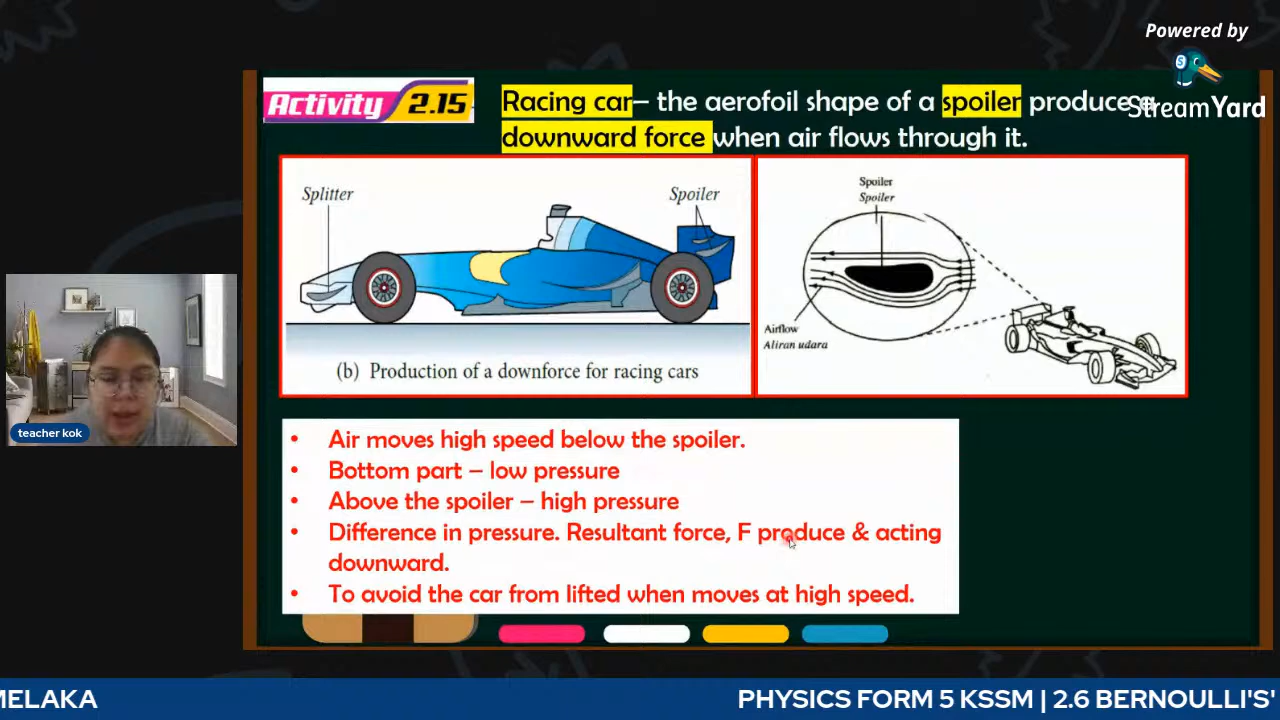 Powered by
StreamYard
Activity 2.15
Racing car– the aerofoil shape of a spoiler produce a
downward force when air flows through it.
Splitter
Spoiler
(b) Production of a downforce for racing cars
Spoiler
Spoiler
Airflow
Aliran udara
teacher kok
• Air moves high speed below the spoiler.
• Bottom part – low pressure
• Above the spoiler – high pressure
• Difference in pressure. Resultant force, F produce & acting
downward.
• To avoid the car from lifted when moves at high speed.
MELAKA
PHYSICS FORM 5 KSSM | 2.6 BERNOULLI'S'